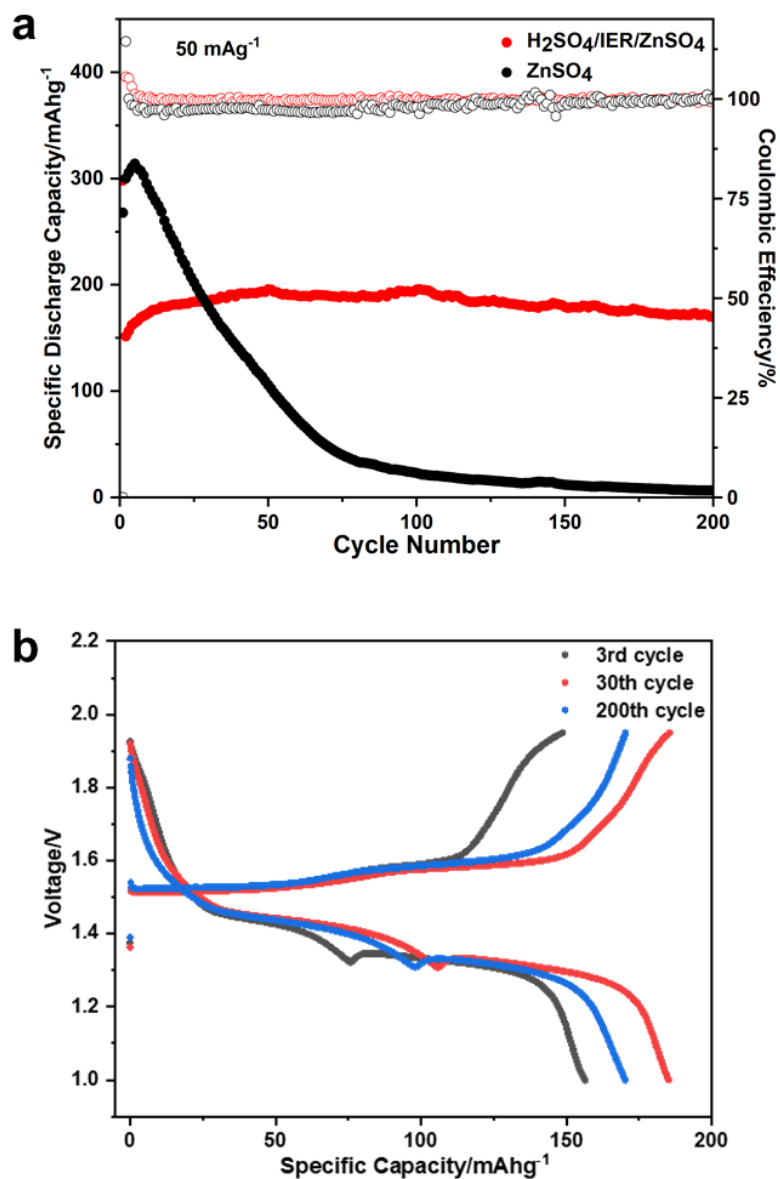 a
50 mAg⁻¹
H₂SO₄/IER/ZnSO₄
ZnSO₄
400
300
200
100
0
Specific Discharge Capacity/mAhg⁻¹
100
75
50
25
0
Coulombic Effeciency/%
0
50
100
150
200
Cycle Number
b
3rd cycle
30th cycle
200th cycle
2.2
2.0
1.8
1.6
1.4
1.2
1.0
Voltage/V
0
50
100
150
200
Specific Capacity/mAhg⁻¹